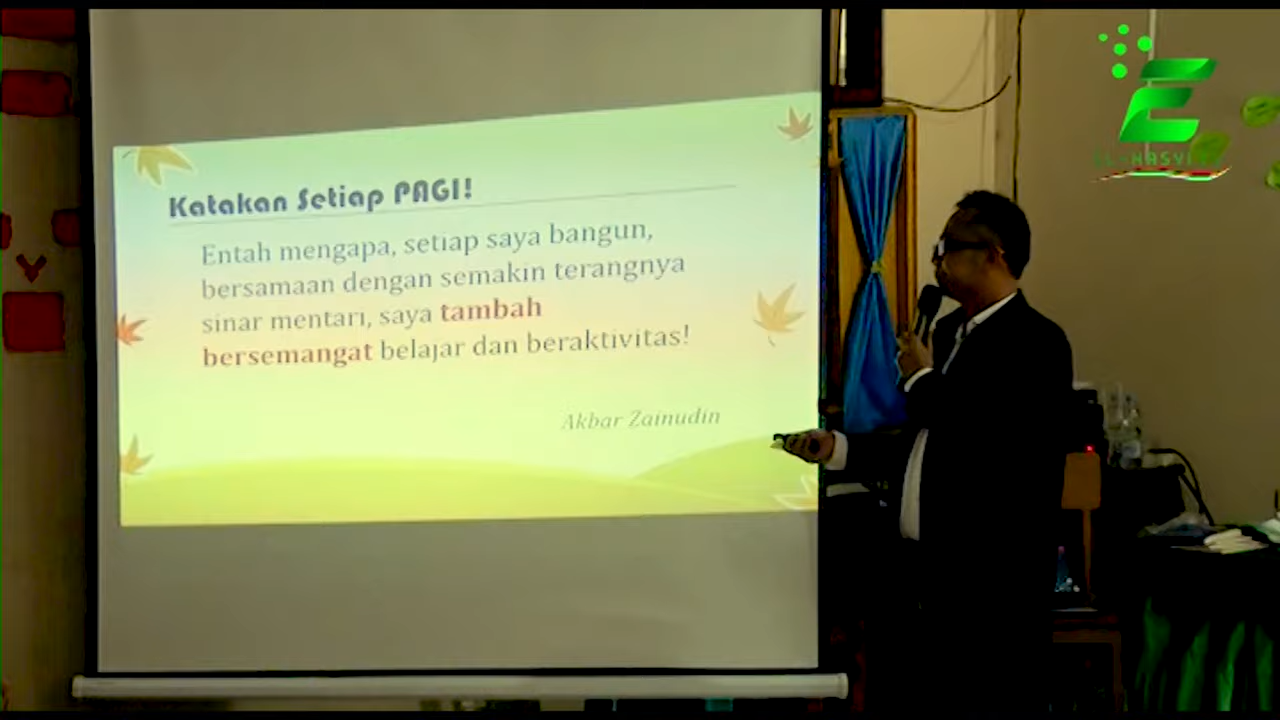 Katakan Setiap PAGI!
Entah mengapa, setiap saya bangun,
bersamaan dengan semakin terangnya
sinar mentari, saya tambah
bersemangat belajar dan beraktivitas!
Akbar Zainudin
E